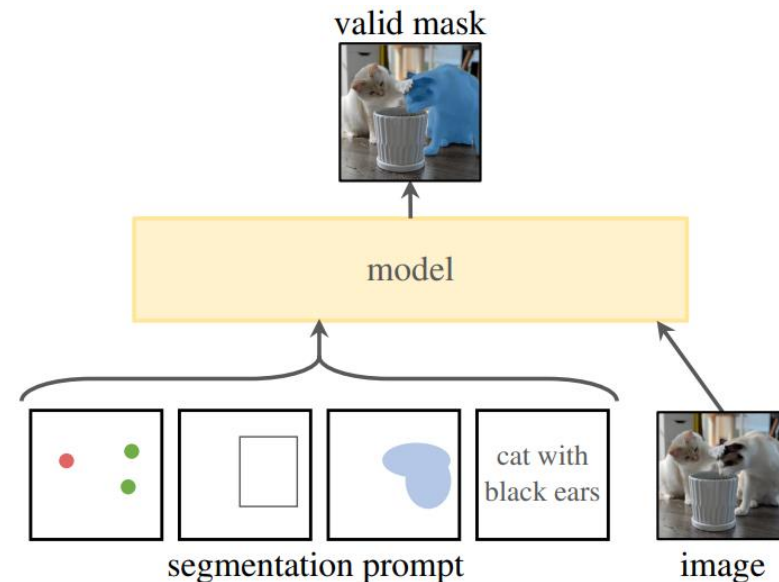 valid mask
model
cat with
black ears
segmentation prompt
image